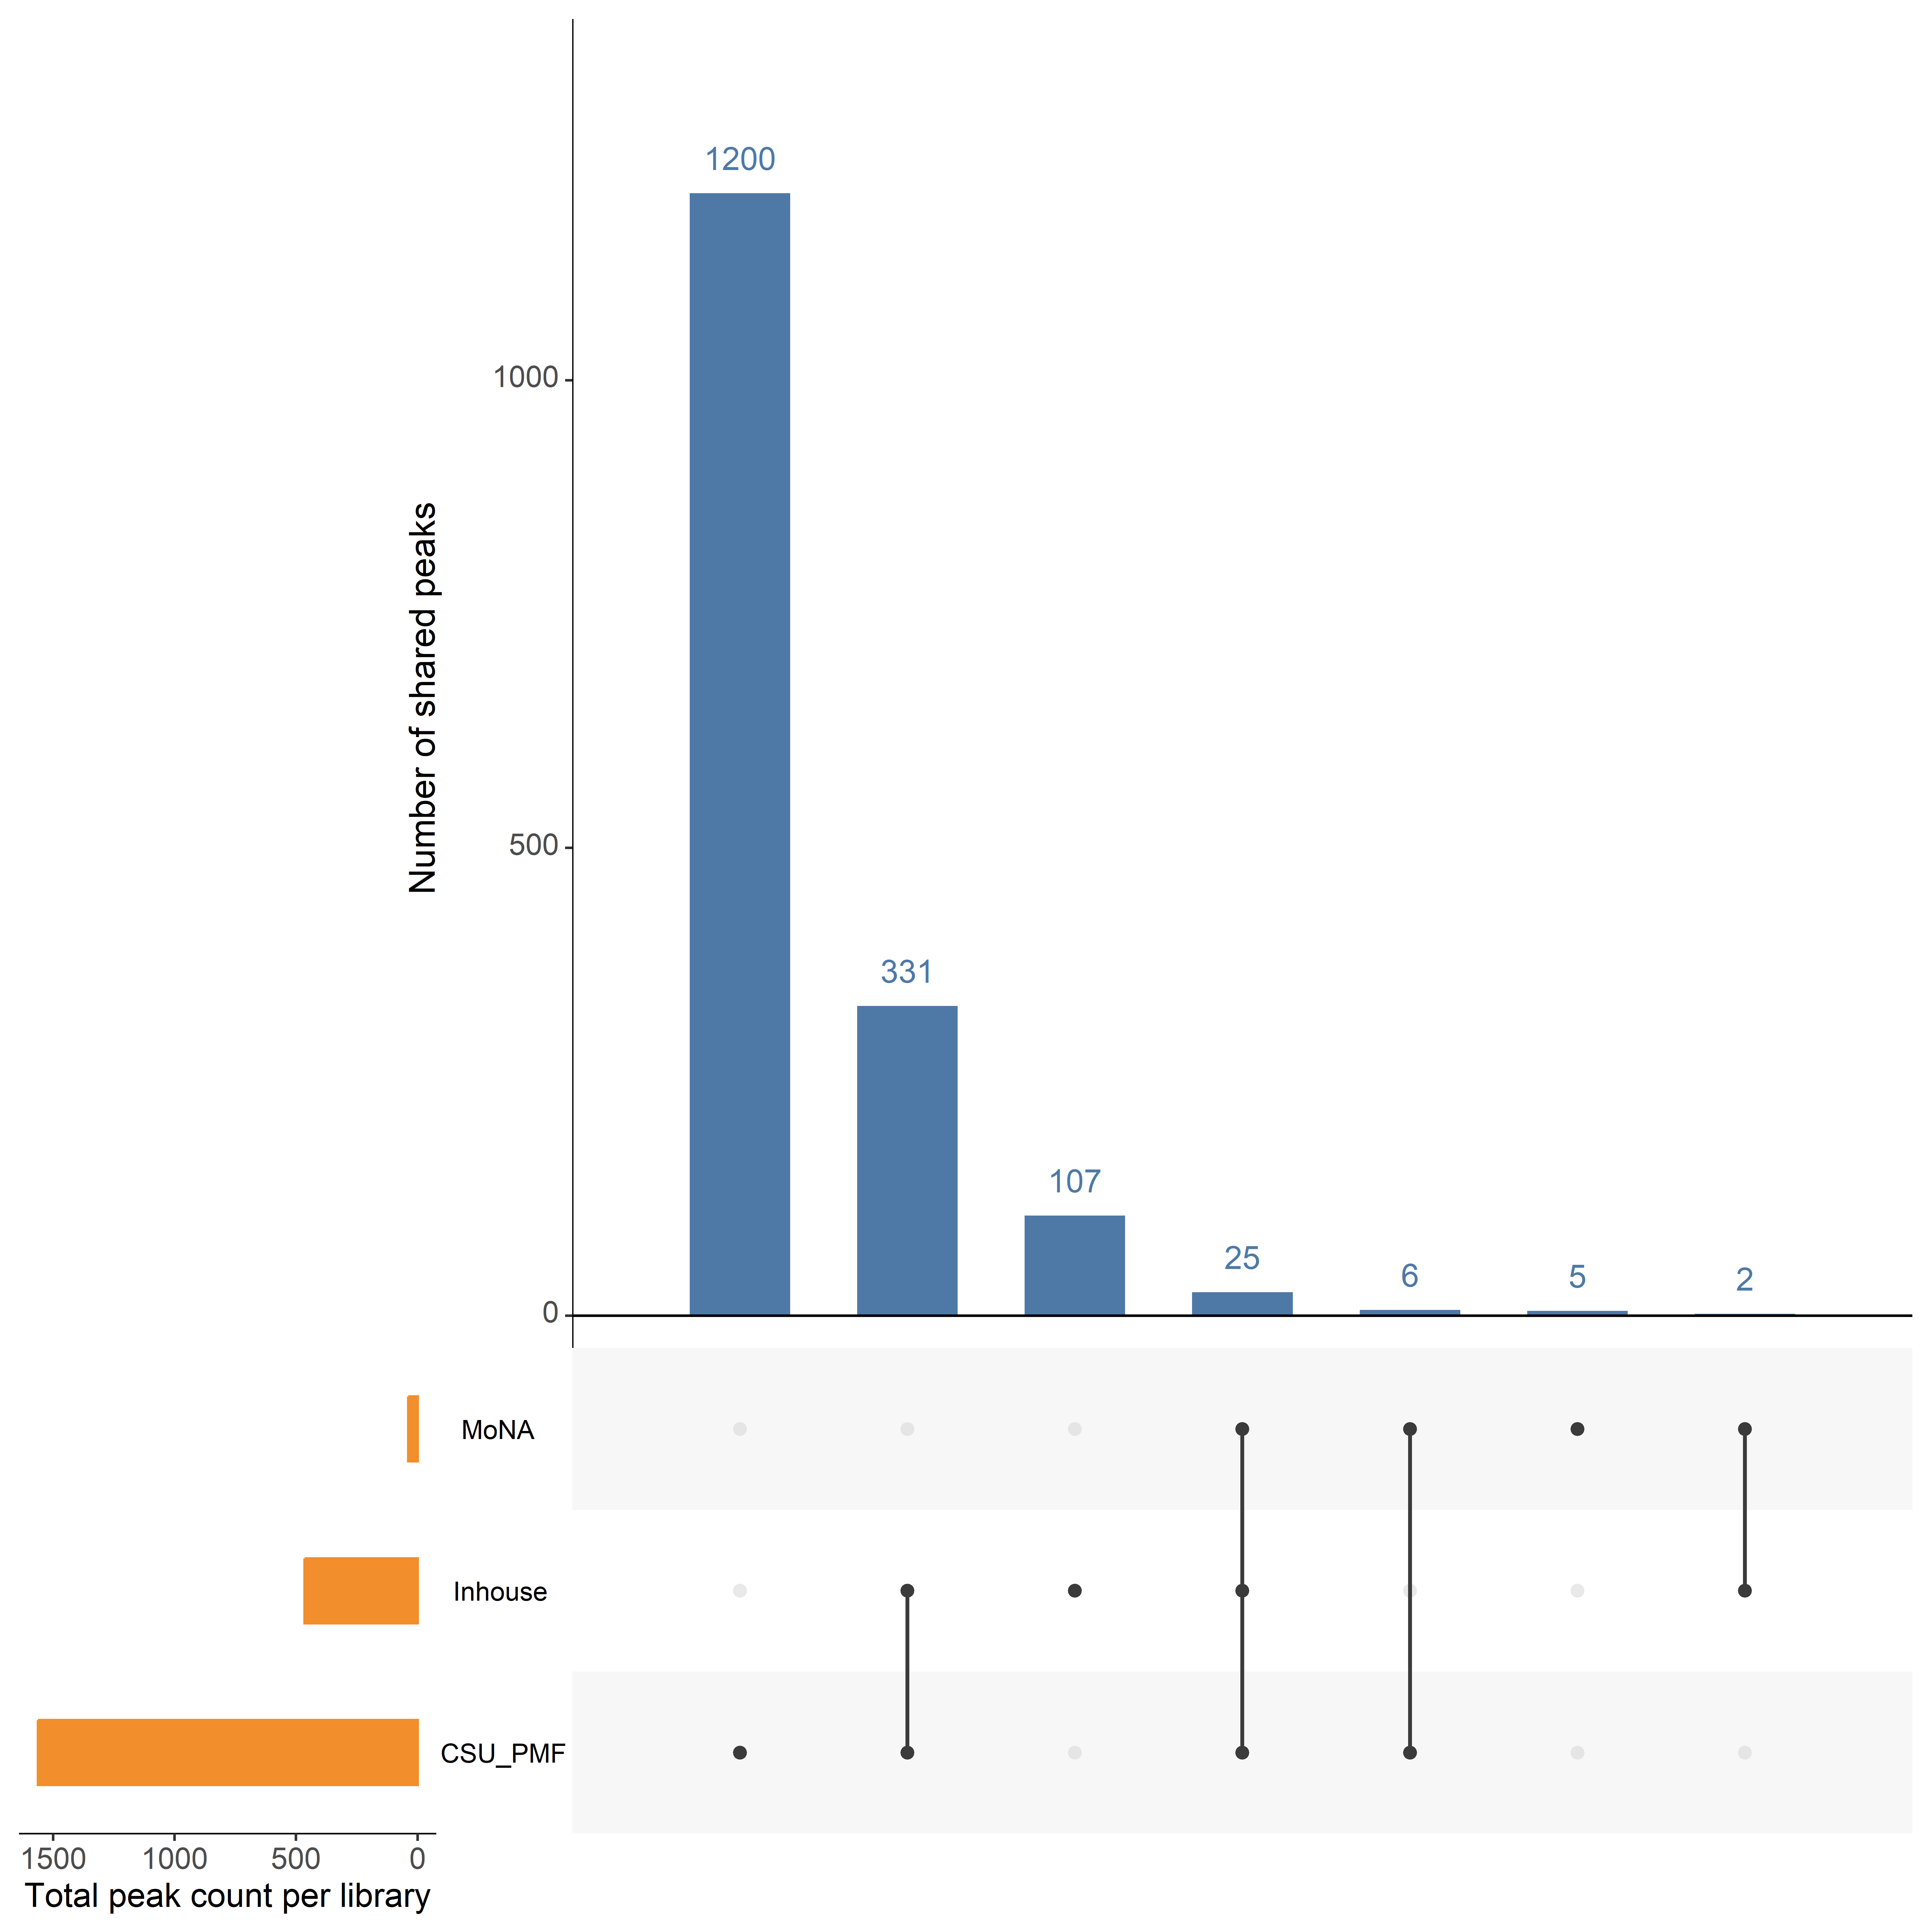 1200
1000
Number of shared peaks
500
331
107
25
6
5
2
0
MoNA
Inhouse
CSU_PMF
1500 1000 500 0
Total peak count per library